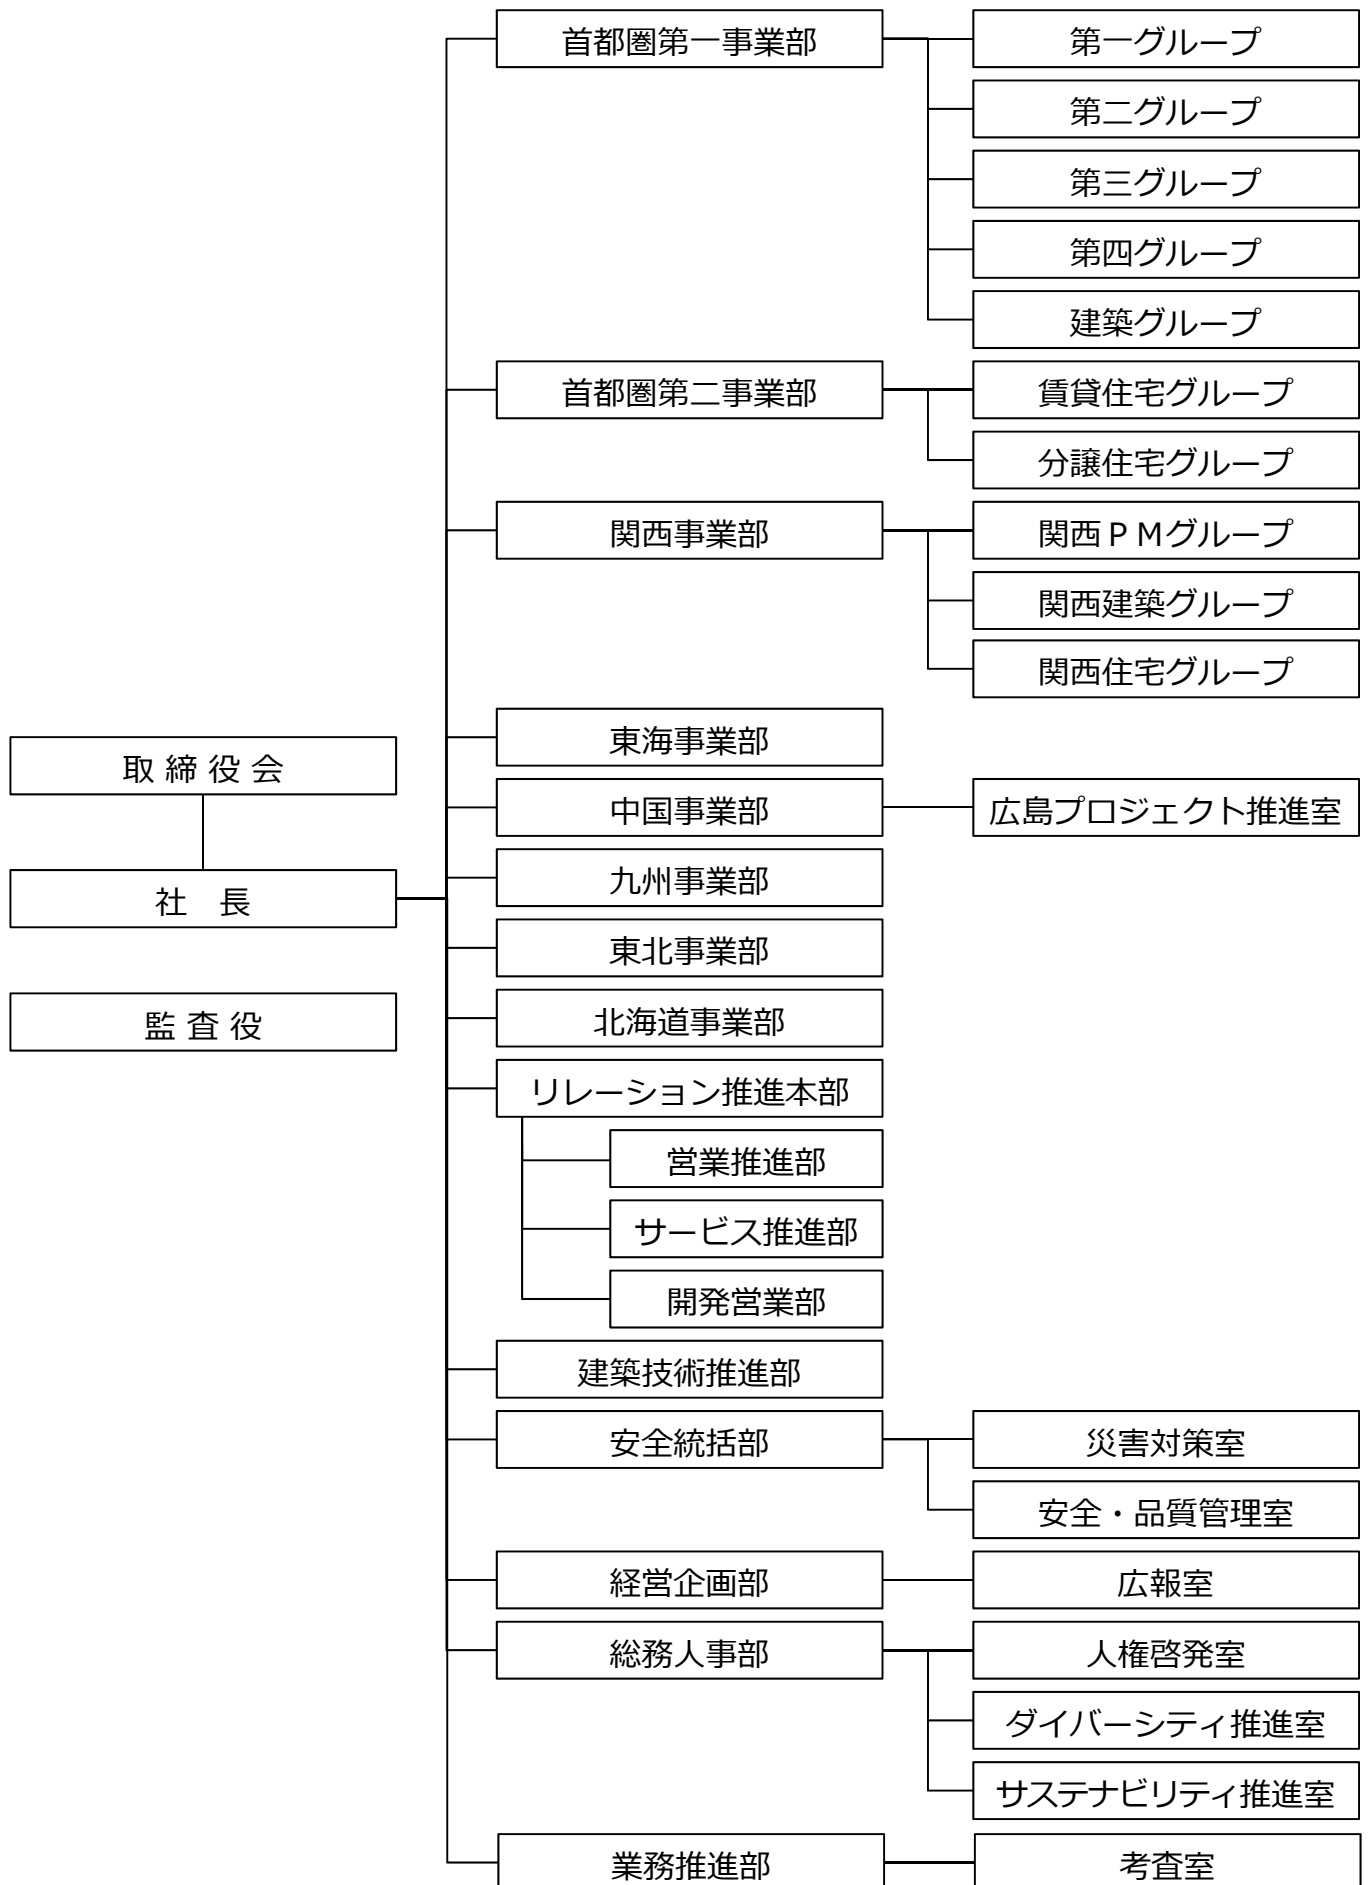 取 締 役 会
社　長
監 査 役
首都圏第一事業部
第一グループ
第二グループ
第三グループ
第四グループ
建築グループ
首都圏第二事業部
賃貸住宅グループ
分譲住宅グループ
関西事業部
関西ＰＭグループ
関西建築グループ
関西住宅グループ
東海事業部
中国事業部
広島プロジェクト推進室
九州事業部
東北事業部
北海道事業部
リレーション推進本部
営業推進部
サービス推進部
開発営業部
建築技術推進部
安全統括部
災害対策室
安全・品質管理室
経営企画部
広報室
総務人事部
人権啓発室
ダイバーシティ推進室
サステナビリティ推進室
業務推進部
考査室